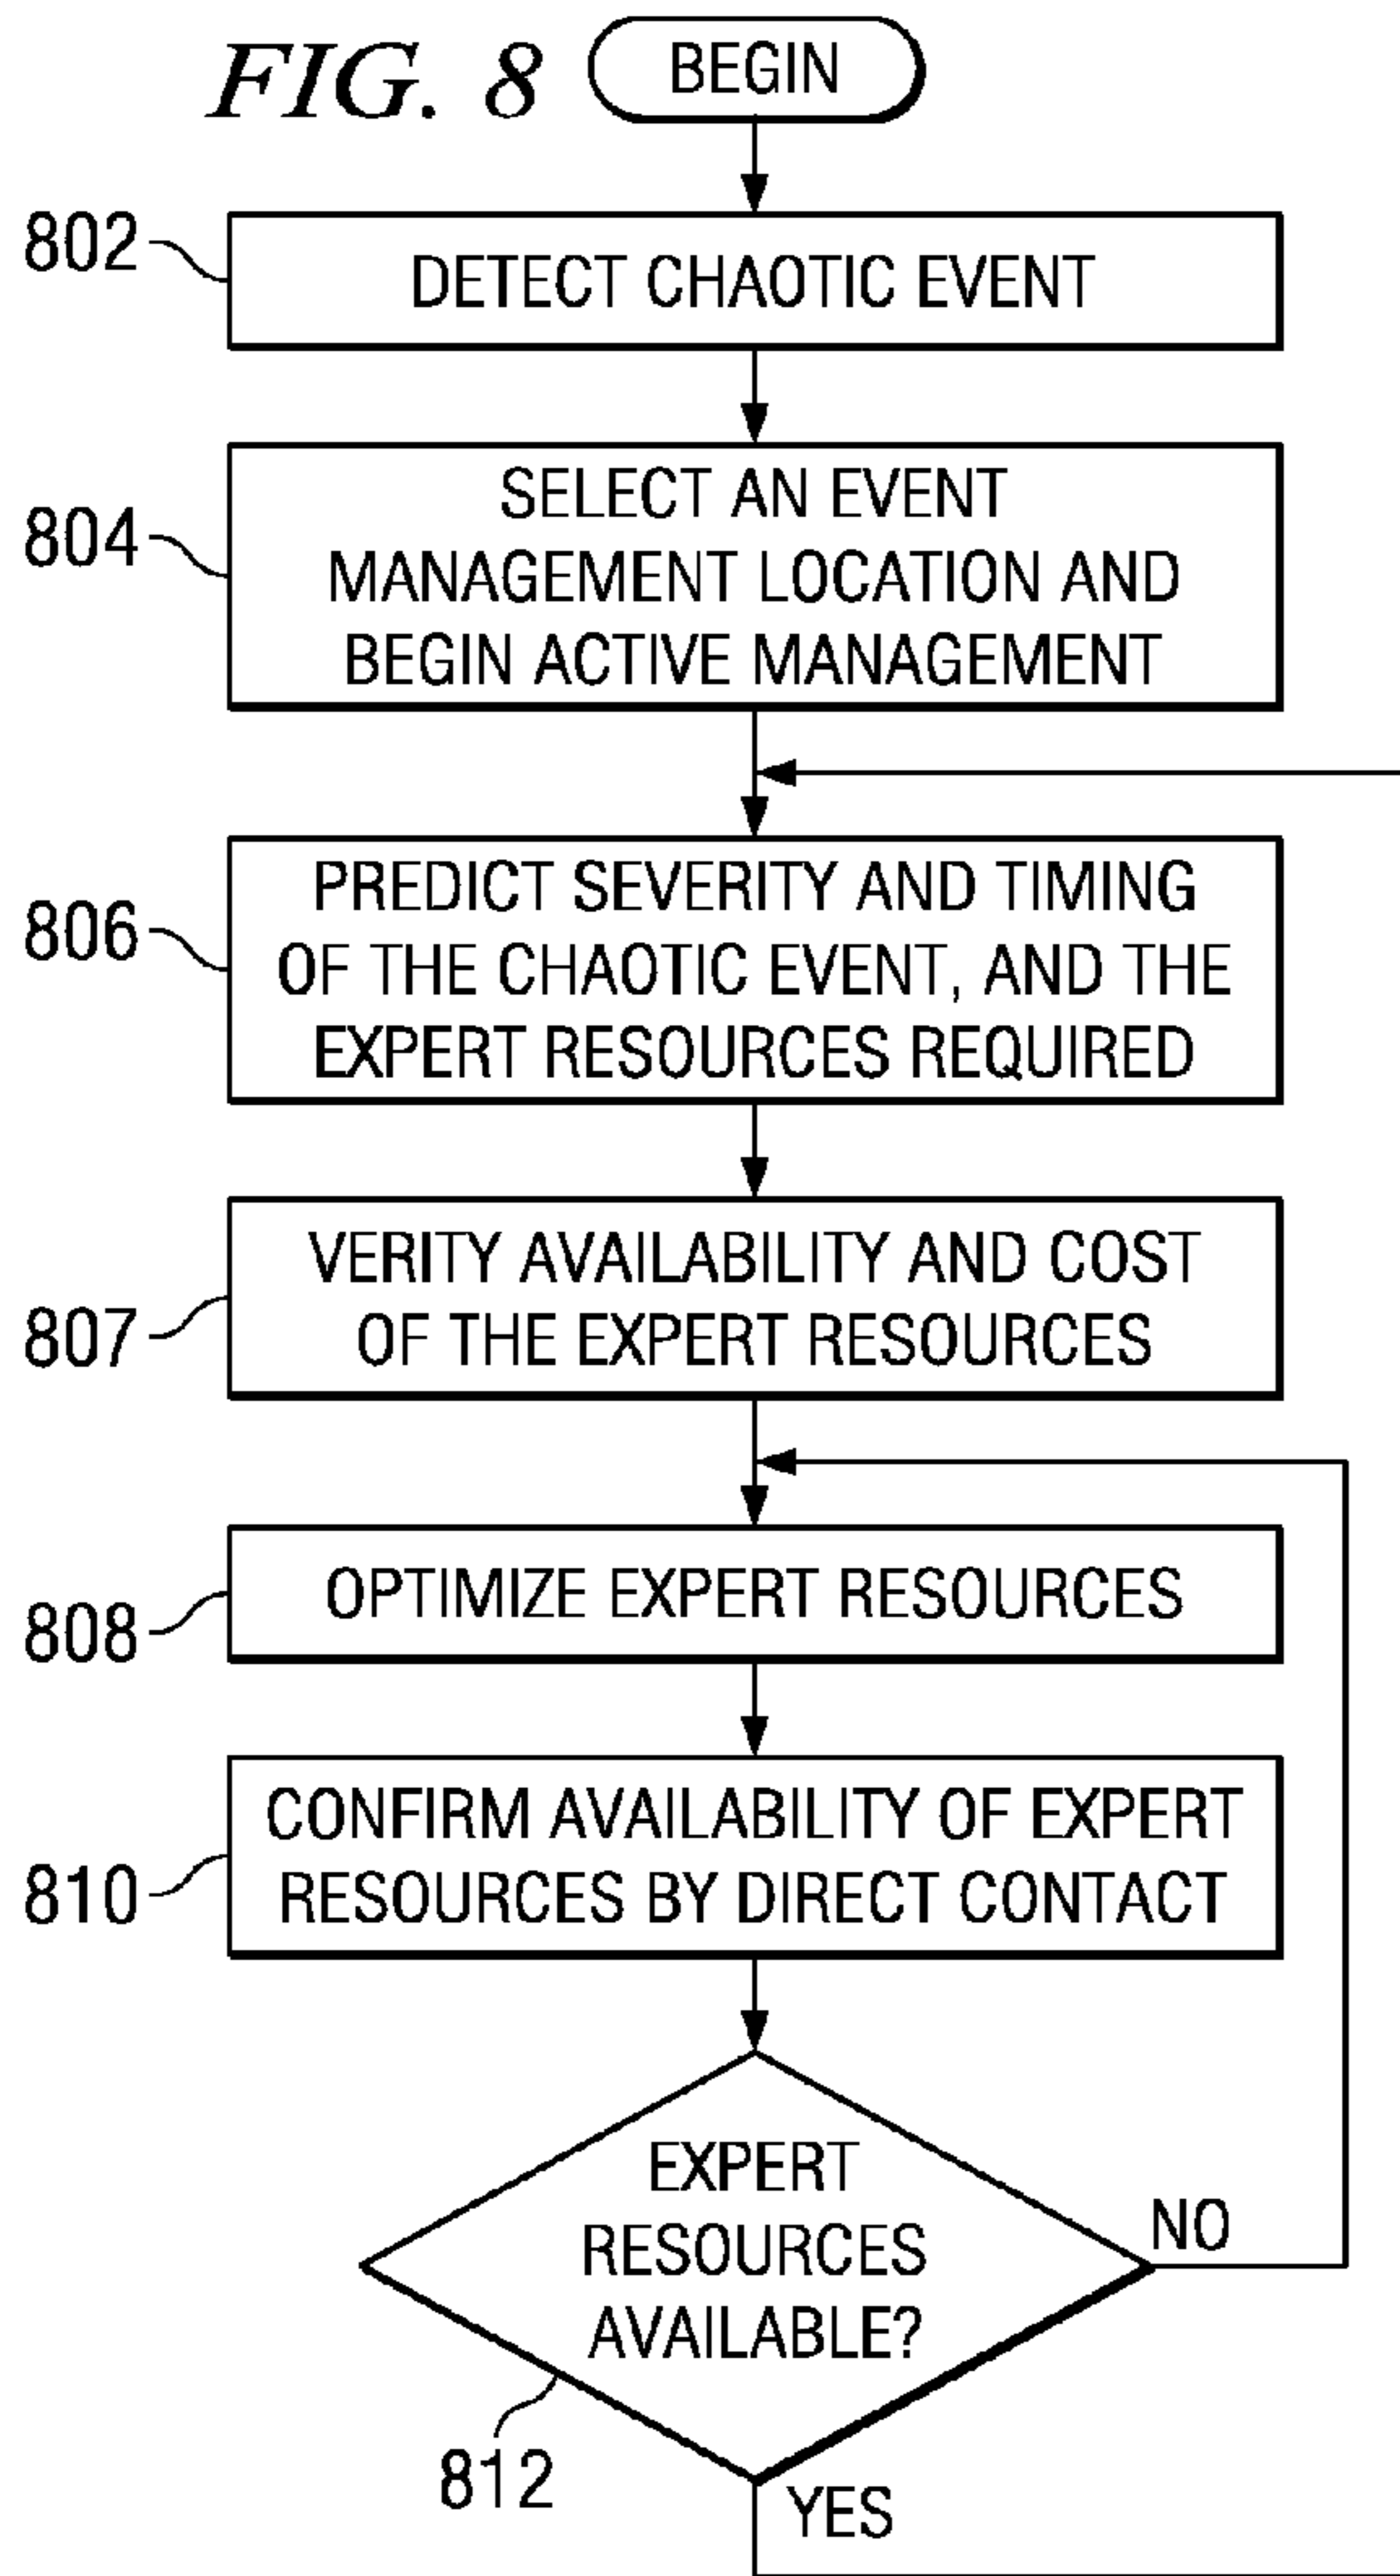 FIG. 8
BEGIN
802
DETECT CHAOTIC EVENT
804
SELECT AN EVENT
MANAGEMENT LOCATION AND
BEGIN ACTIVE MANAGEMENT
806
PREDICT SEVERITY AND TIMING
OF THE CHAOTIC EVENT, AND THE
EXPERT RESOURCES REQUIRED
807
VERITY AVAILABILITY AND COST
OF THE EXPERT RESOURCES
808
OPTIMIZE EXPERT RESOURCES
810
CONFIRM AVAILABILITY OF EXPERT
RESOURCES BY DIRECT CONTACT
EXPERT
RESOURCES
AVAILABLE?
NO
812
YES